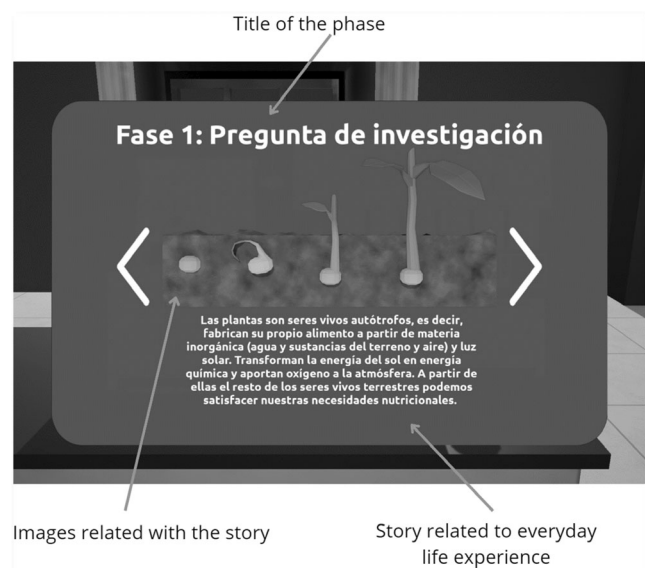 Title of the phase
Fase 1: Pregunta de investigación
Las plantas son seres vivos autótrofos, es decir,
fabrican su propio alimento a partir de materia
inorgánica (agua y sustancias del terreno y aire) y luz
solar. Transforman la energía del sol en energía
química y aportan oxígeno a la atmósfera. A partir de
ellas el resto de los seres vivos terrestres podemos
satisfacer nuestras necesidades nutricionales.
Images related with the story
Story related to everyday
life experience